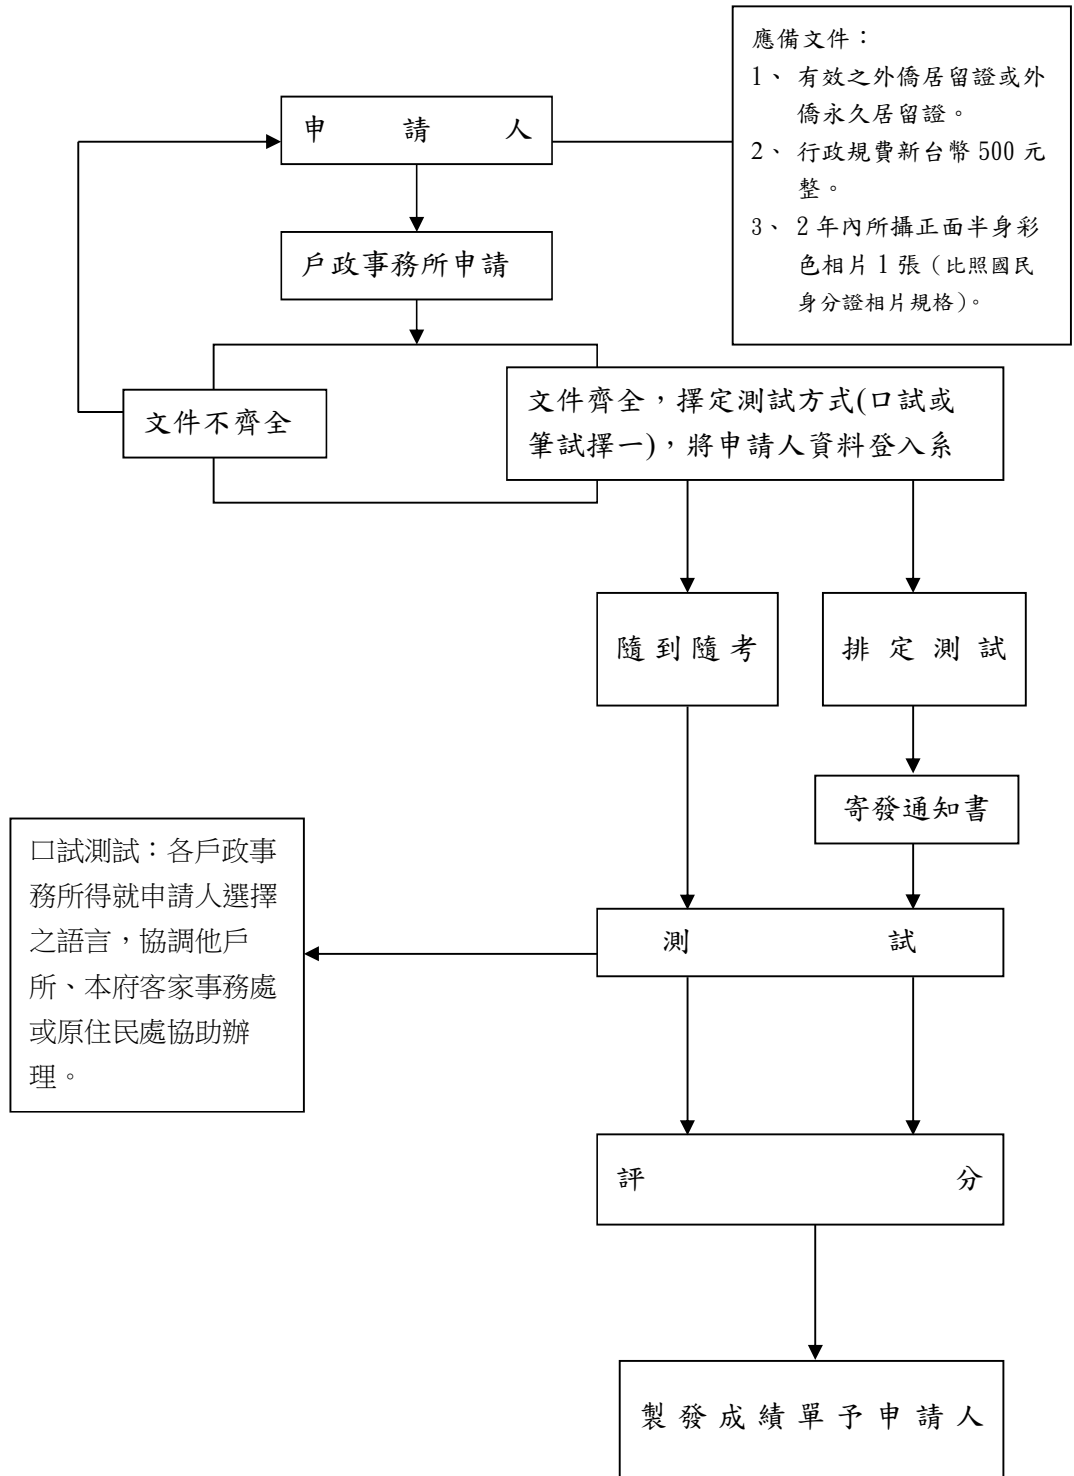 應備文件：
1、 有效之外僑居留證或外
僑永久居留證。
2、 行政規費新台幣 500 元
整。
3、 2 年內所攝正面半身彩
色相片 1 張（比照國民
身分證相片規格）。
申 請 人
戶政事務所申請
文件不齊全
文件齊全，擇定測試方式(口試或
筆試擇一)，將申請人資料登入系
隨到隨考
排 定 測 試
寄發通知書
口試測試：各戶政事
務所得就申請人選擇
之語言，協調他戶
所、本府客家事務處
或原住民處協助辦
理。
測 試
評 分
製發成績單予申請人